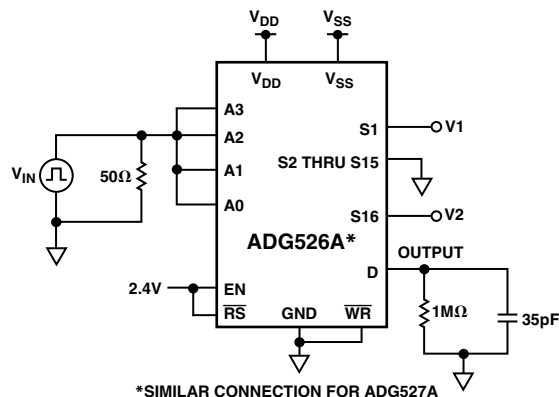 VDD
VSS
VDD
VSS
A3
A2
S1
V1
VIN
50Ω
A1
S2 THRU S15
A0
S16
V2
ADG526A*
OUTPUT
D
2.4V
EN
RS
GND
WR
1MΩ
35pF
*SIMILAR CONNECTION FOR ADG527A